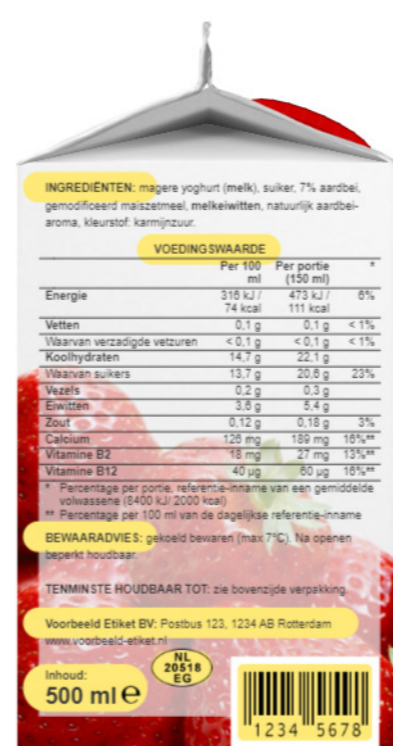 INGREDIËNTEN: magere yoghurt (melk), suiker, 7% aardbei,
gemodificeerd maiszetmeel, melkeiwitten, natuurlijk aardbei-
aroma, kleurstof: karmijnzuur.
VOEDINGSWAARDE
Per 100 ml Per portie (150 ml) *
Energie 316 kJ / 74 kcal 473 kJ / 111 kcal 6%
Vetten 0,1 g 0,1 g < 1%
Waarvan verzadigde vetzuren < 0,1 g < 0,1 g < 1%
Koolhydraten 14,7 g 22,1 g
Waarvan suikers 13,7 g 20,6 g 23%
Vezels 0,2 g 0,3 g
Eiwitten 3,6 g 5,4 g
Zout 0,12 g 0,18 g 3%
Calcium 126 mg 189 mg 16%**
Vitamine B2 18 mg 27 mg 13%**
Vitamine B12 40 µg 60 µg 16%**
* Percentage per portie, referentie-inname van een gemiddelde
volwassene (8400 kJ/ 2000 kcal)
** Percentage per 100 ml van de dagelijkse referentie-inname
BEWAARADVIES: gekoeld bewaren (max 7°C). Na openen
beperkt houdbaar.
TENMINSTE HOUDBAAR TOT: zie bovenzijde verpakking.
Voorbeeld Etiket BV: Postbus 123, 1234 AB Rotterdam
www.voorbeeld-etiket.nl
NL
20518
EG
Inhoud:
500 ml e
1234 5678